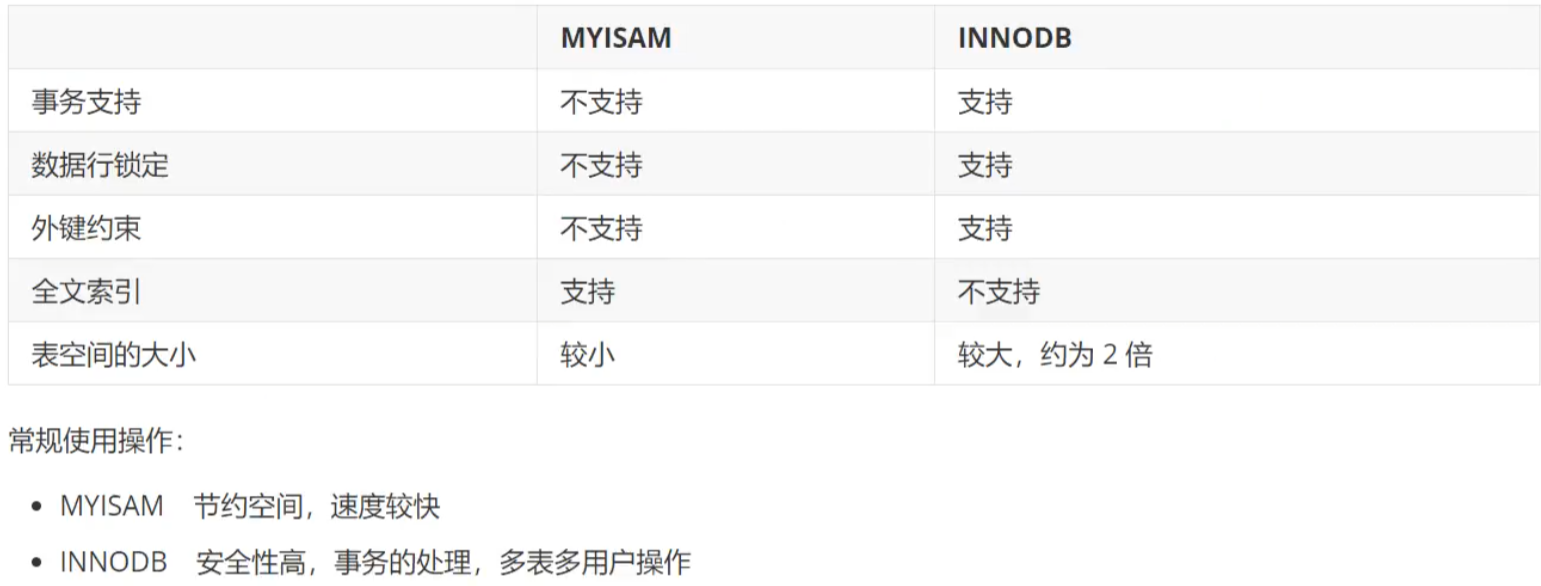 MYISAM INNODB
事务支持 不支持 支持
数据行锁定 不支持 支持
外键约束 不支持 支持
全文索引 支持 不支持
表空间的大小 较小 较大，约为 2 倍
常规使用操作：
• MYISAM 节约空间，速度较快
• INNODB 安全性高，事务的处理，多表多用户操作